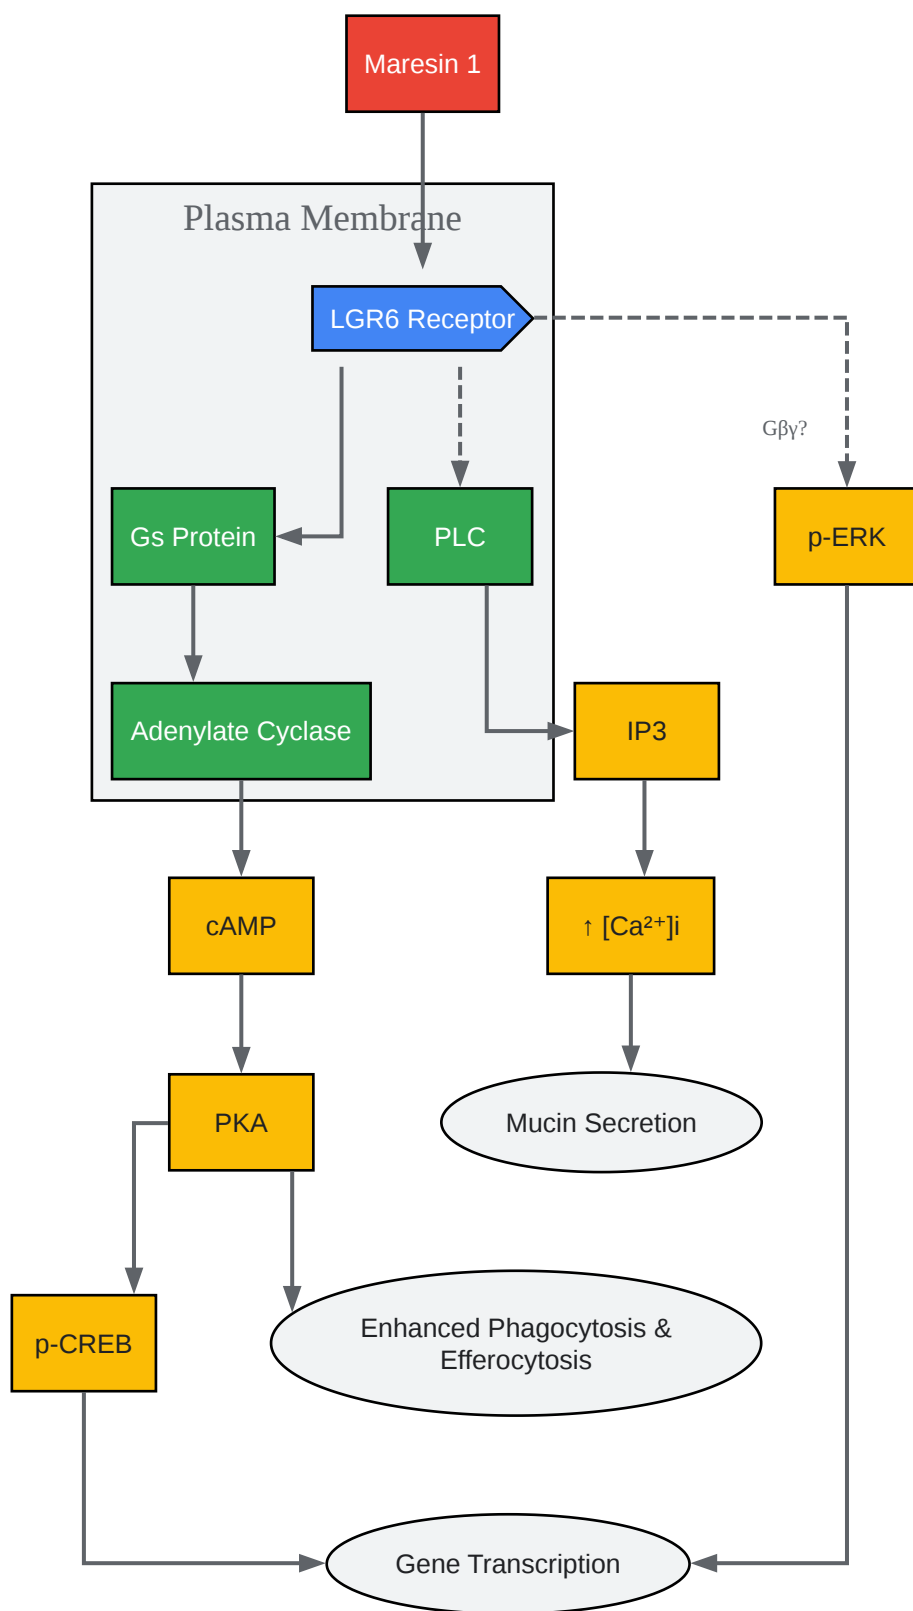 Maresin 1
Plasma Membrane
LGR6 Receptor
Gβγ?
Gs Protein
PLC
p-ERK
Adenylate Cyclase
IP3
cAMP
↑ [Ca²⁺]i
PKA
Mucin Secretion
p-CREB
Enhanced Phagocytosis &
Efferocytosis
Gene Transcription